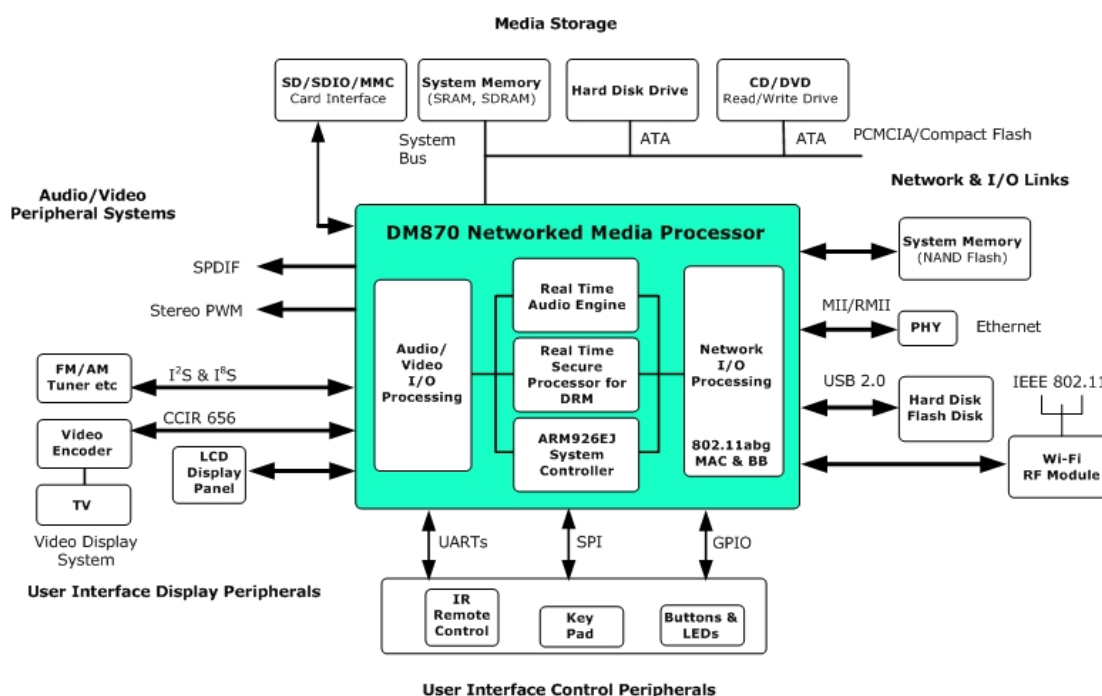 Media Storage
SD/SDIO/MMC
Card Interface
System Memory
(SRAM, SDRAM)
Hard Disk Drive
CD/DVD
Read/Write Drive
System
Bus
ATA
ATA
PCMCIA/Compact Flash
Audio/Video
Peripheral Systems
Network & I/O Links
DM870 Networked Media Processor
SPDIF
Stereo PWM
FM/AM
Tuner etc
I²S & I⁸S
CCIR 656
Video
Encoder
LCD
Display
Panel
TV
Video Display
System
User Interface Display Peripherals
Audio/
Video
I/O
Processing
Real Time
Audio Engine
Real Time
Secure
Processor for
DRM
ARM926EJ
System
Controller
Network
I/O
Processing
802.11abg
MAC & BB
System Memory
(NAND Flash)
MII/RMII
PHY
Ethernet
USB 2.0
Hard Disk
Flash Disk
IEEE 802.11
Wi-Fi
RF Module
UARTs
SPI
GPIO
IR
Remote
Control
Key
Pad
Buttons &
LEDs
User Interface Control Peripherals